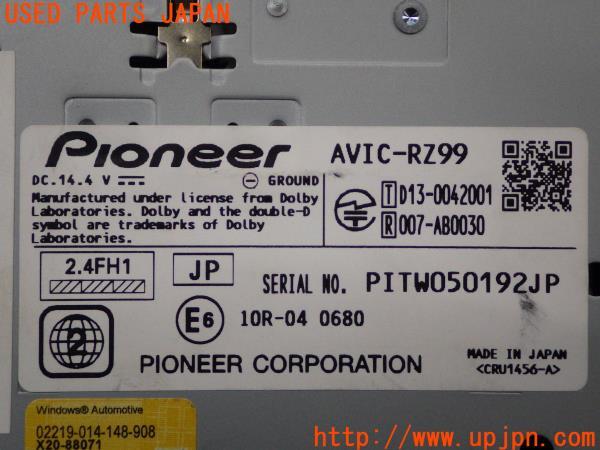 USED PARTS JAPAN
Pioneer
AVIC-RZ99
DC.14.4 V
GROUND
Manufactured under license from Dolby
Laboratories. Dolby and the double-D
symbol are trademarks of Dolby
Laboratories.
T D13-0042001
R 007-AB0030
2.4FH1
JP
SERIAL NO. PITW050192JP
2
E6
10R-04 0680
PIONEER CORPORATION
MADE IN JAPAN
<CRU1456-A>
Windows® Automotive
02219-014-148-908
X20-88071
http://www.upjpn.com